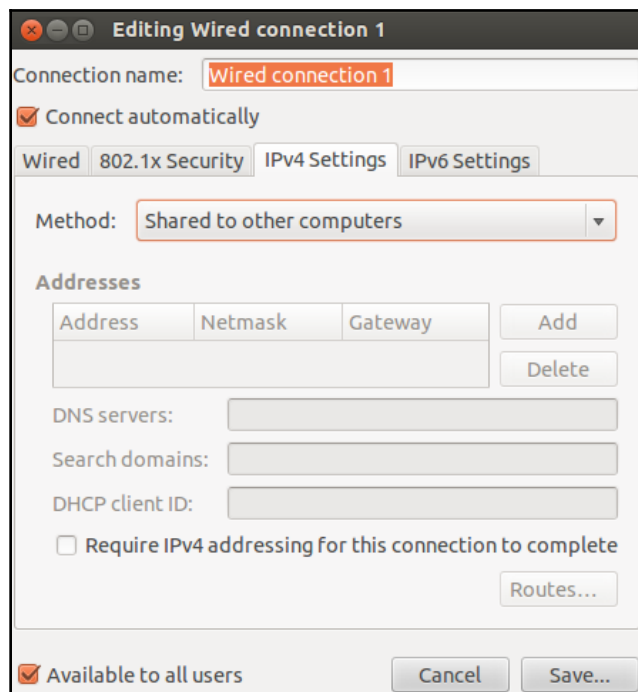 Editing Wired connection 1
Connection name: Wired connection 1
Connect automatically
Wired 802.1x Security IPv4 Settings IPv6 Settings
Method: Shared to other computers
Addresses
Address Netmask Gateway Add
Delete
DNS servers:
Search domains:
DHCP client ID:
Require IPv4 addressing for this connection to complete
Routes...
Available to all users Cancel Save...